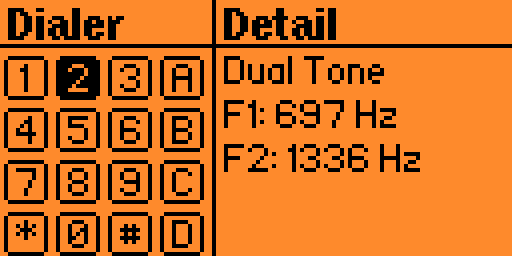 Dialer
1 2 3 A
4 5 6 B
7 8 9 C
* 0 # D
Detail
Dual Tone
F1: 697 Hz
F2: 1336 Hz